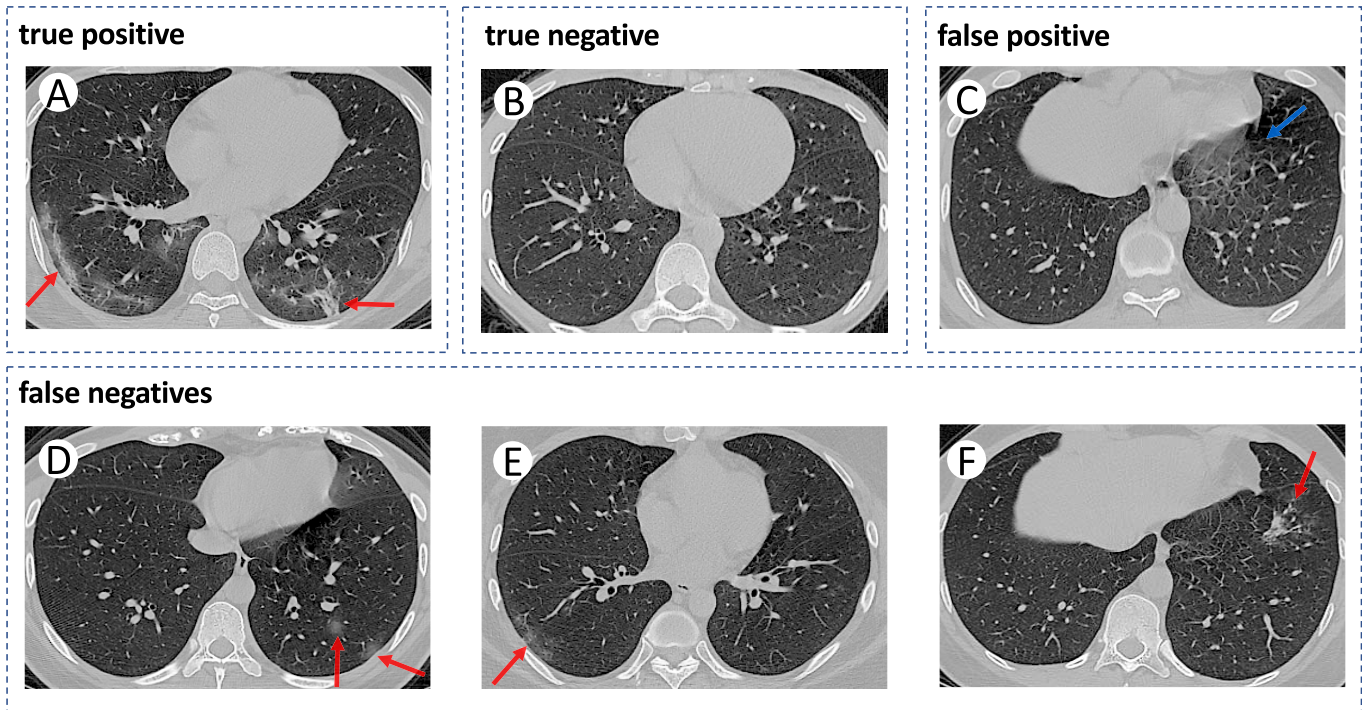 true positive
true negative
false positive
A
B
C
false negatives
D
E
F